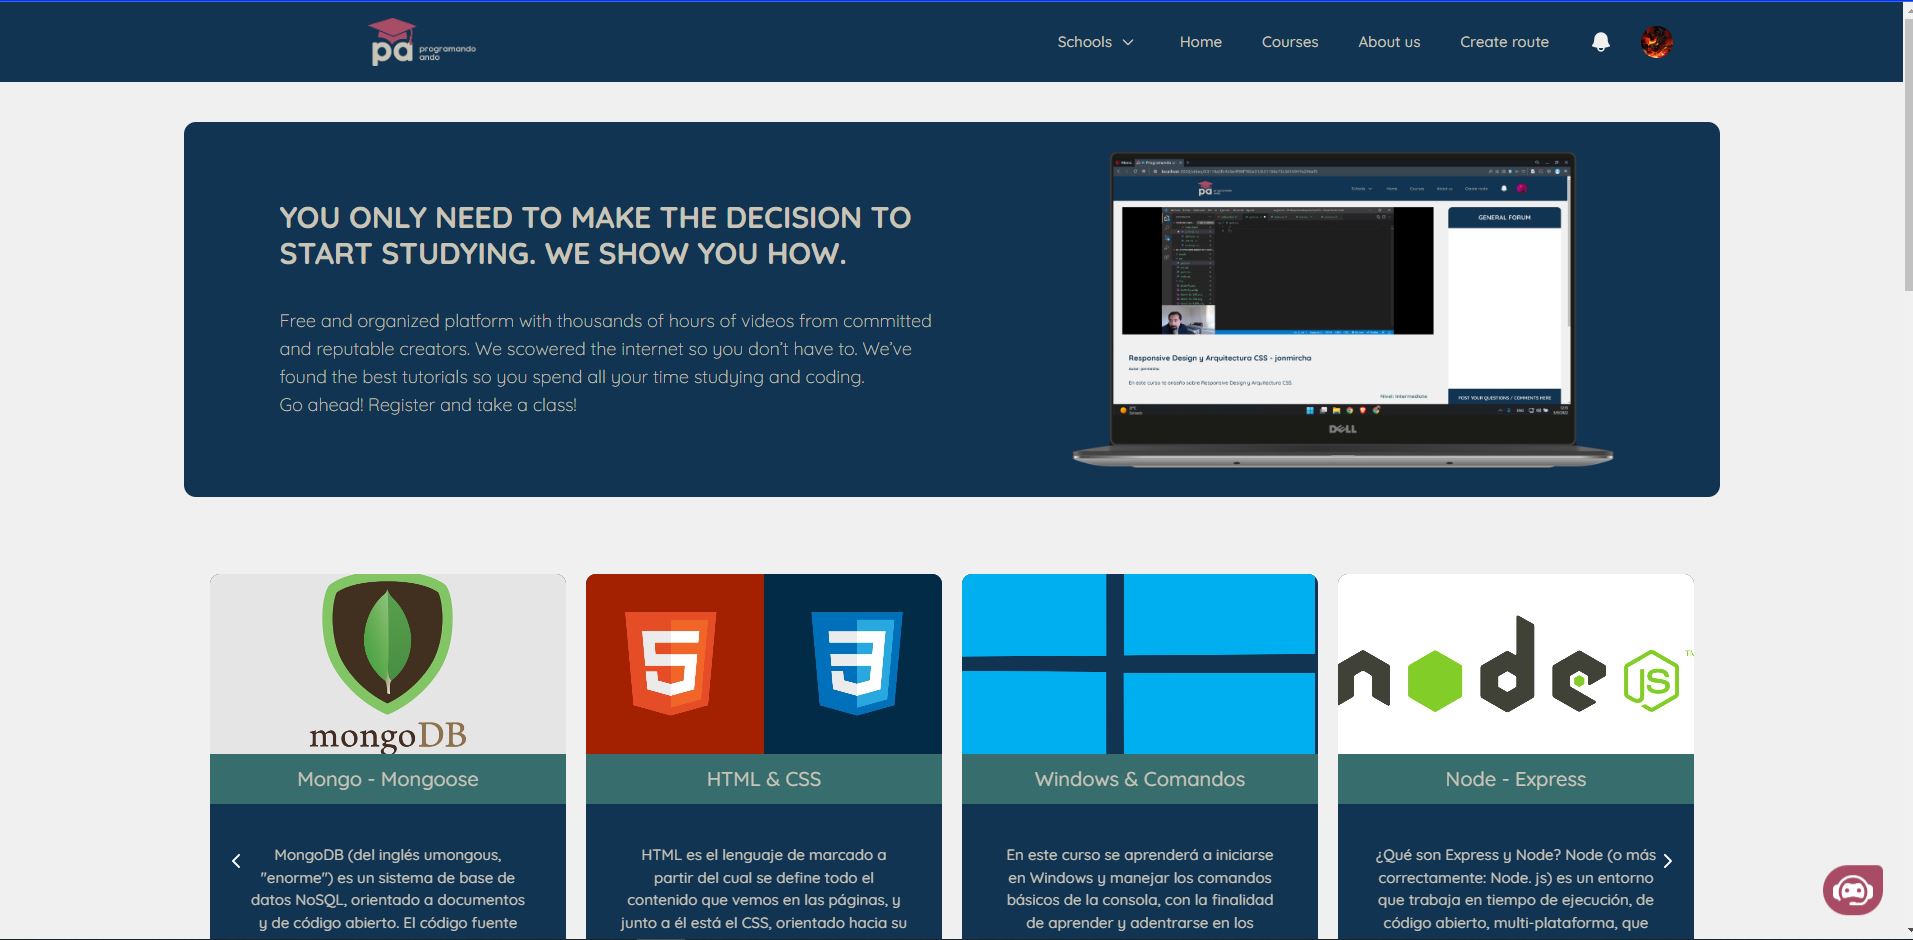 pa programando
ando
Schools
Home
Courses
About us
Create route
YOU ONLY NEED TO MAKE THE DECISION TO
START STUDYING. WE SHOW YOU HOW.
Free and organized platform with thousands of hours of videos from committed
and reputable creators. We scowered the internet so you don't have to. We've
found the best tutorials so you spend all your time studying and coding.
Go ahead! Register and take a class!
pa
Schools
Home
Courses
About us
Create route
GENERAL FORUM
Responsive Design y Arquitectura CSS - jonmircha
En este curso te enseño sobre Responsive Design y Arquitectura CSS.
Nivel: Intermediate
POST YOUR QUESTIONS / COMMENTS HERE
DELL
mongoDB
Mongo - Mongoose
MongoDB (del inglés umongous,
"enorme") es un sistema de base de
datos NoSQL, orientado a documentos
y de código abierto. El código fuente
5
3
HTML & CSS
HTML es el lenguaje de marcado a
partir del cual se define todo el
contenido que vemos en las páginas, y
junto a él está el CSS, orientado hacia su
Windows & Comandos
En este curso se aprenderá a iniciarse
en Windows y manejar los comandos
básicos de la consola, con la finalidad
de aprender y adentrarse en los
node JS
Node - Express
¿Qué son Express y Node? Node (o más
correctamente: Node. js) es un entorno
que trabaja en tiempo de ejecución, de
código abierto, multi-plataforma, que